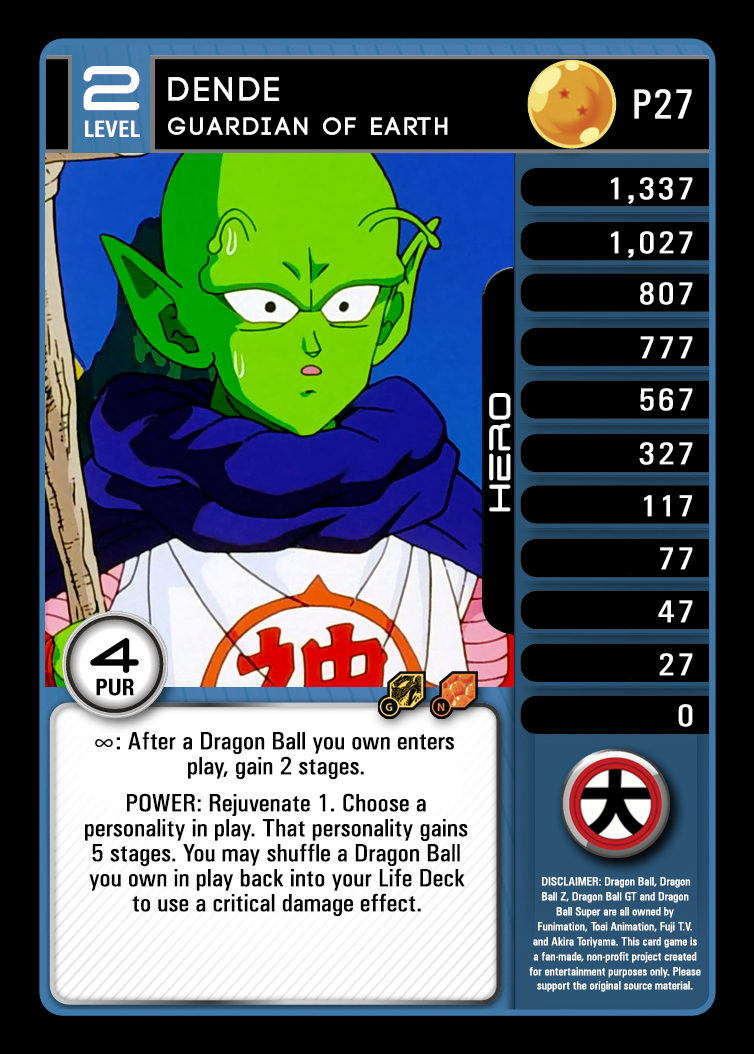 2
LEVEL
DENDE
GUARDIAN OF EARTH
P27
1,337
1,027
807
777
567
327
117
77
47
27
0
HERO
神
4
PUR
G
N
∞: After a Dragon Ball you own enters
play, gain 2 stages.
POWER: Rejuvenate 1. Choose a
personality in play. That personality gains
5 stages. You may shuffle a Dragon Ball
you own in play back into your Life Deck
to use a critical damage effect.
大
DISCLAIMER: Dragon Ball, Dragon
Ball Z, Dragon Ball GT and Dragon
Ball Super are all owned by
Funimation, Toei Animation, Fuji T.V.
and Akira Toriyama. This card game is
a fan-made, non-profit project created
for entertainment purposes only. Please
support the original source material.